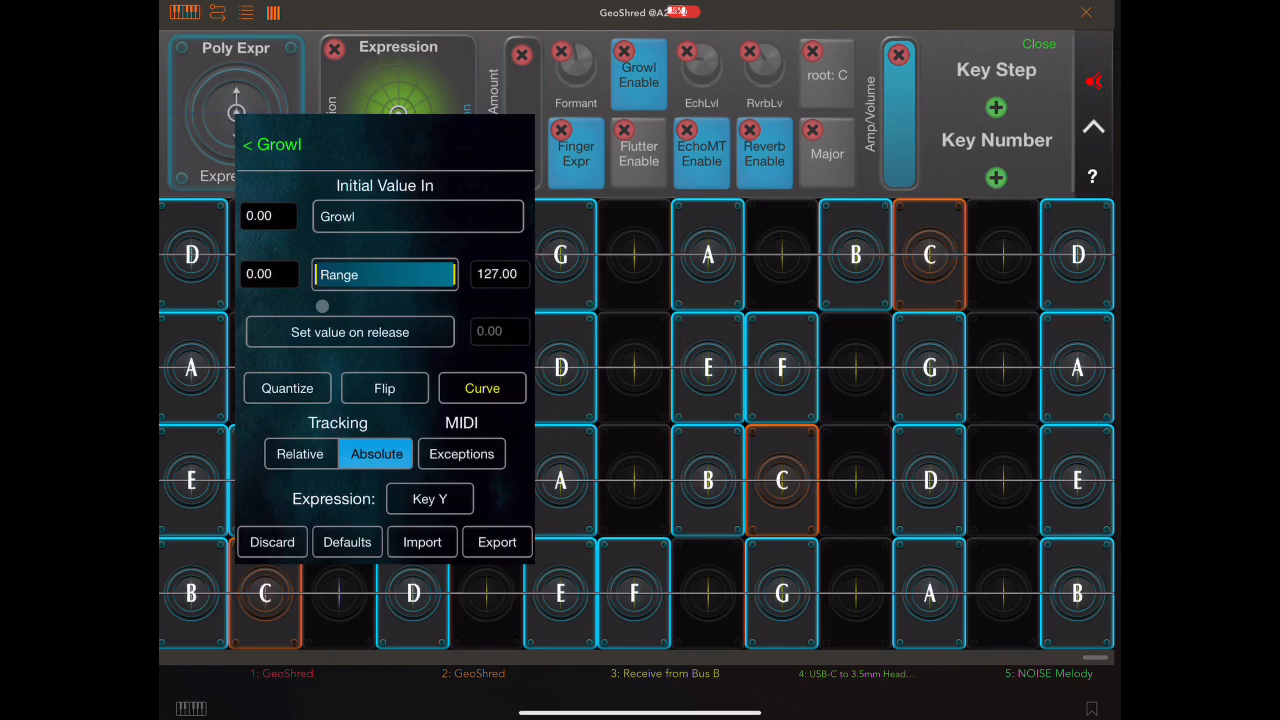 GeoShred @A2
Poly Expr
Expression
Amount
Formant
Growl
Enable
EchLvl
RvrbLv
root: C
Amp/Volume
Close
Key Step
Key Number
?
Finger
Expr
Flutter
Enable
EchoMT
Enable
Reverb
Enable
Major
< Growl
Initial Value In
0.00
Growl
0.00
Range
127.00
Set value on release
0.00
Quantize
Flip
Curve
Tracking
MIDI
Relative
Absolute
Exceptions
Expression:
Key Y
Discard
Defaults
Import
Export
D G A B C D
A D E F G A
E A B C D E
B C D E F G A B
1: GeoShred
2: GeoShred
3: Receive from Bus B
4: USB-C to 3.5mm Head...
5: NOISE Melody